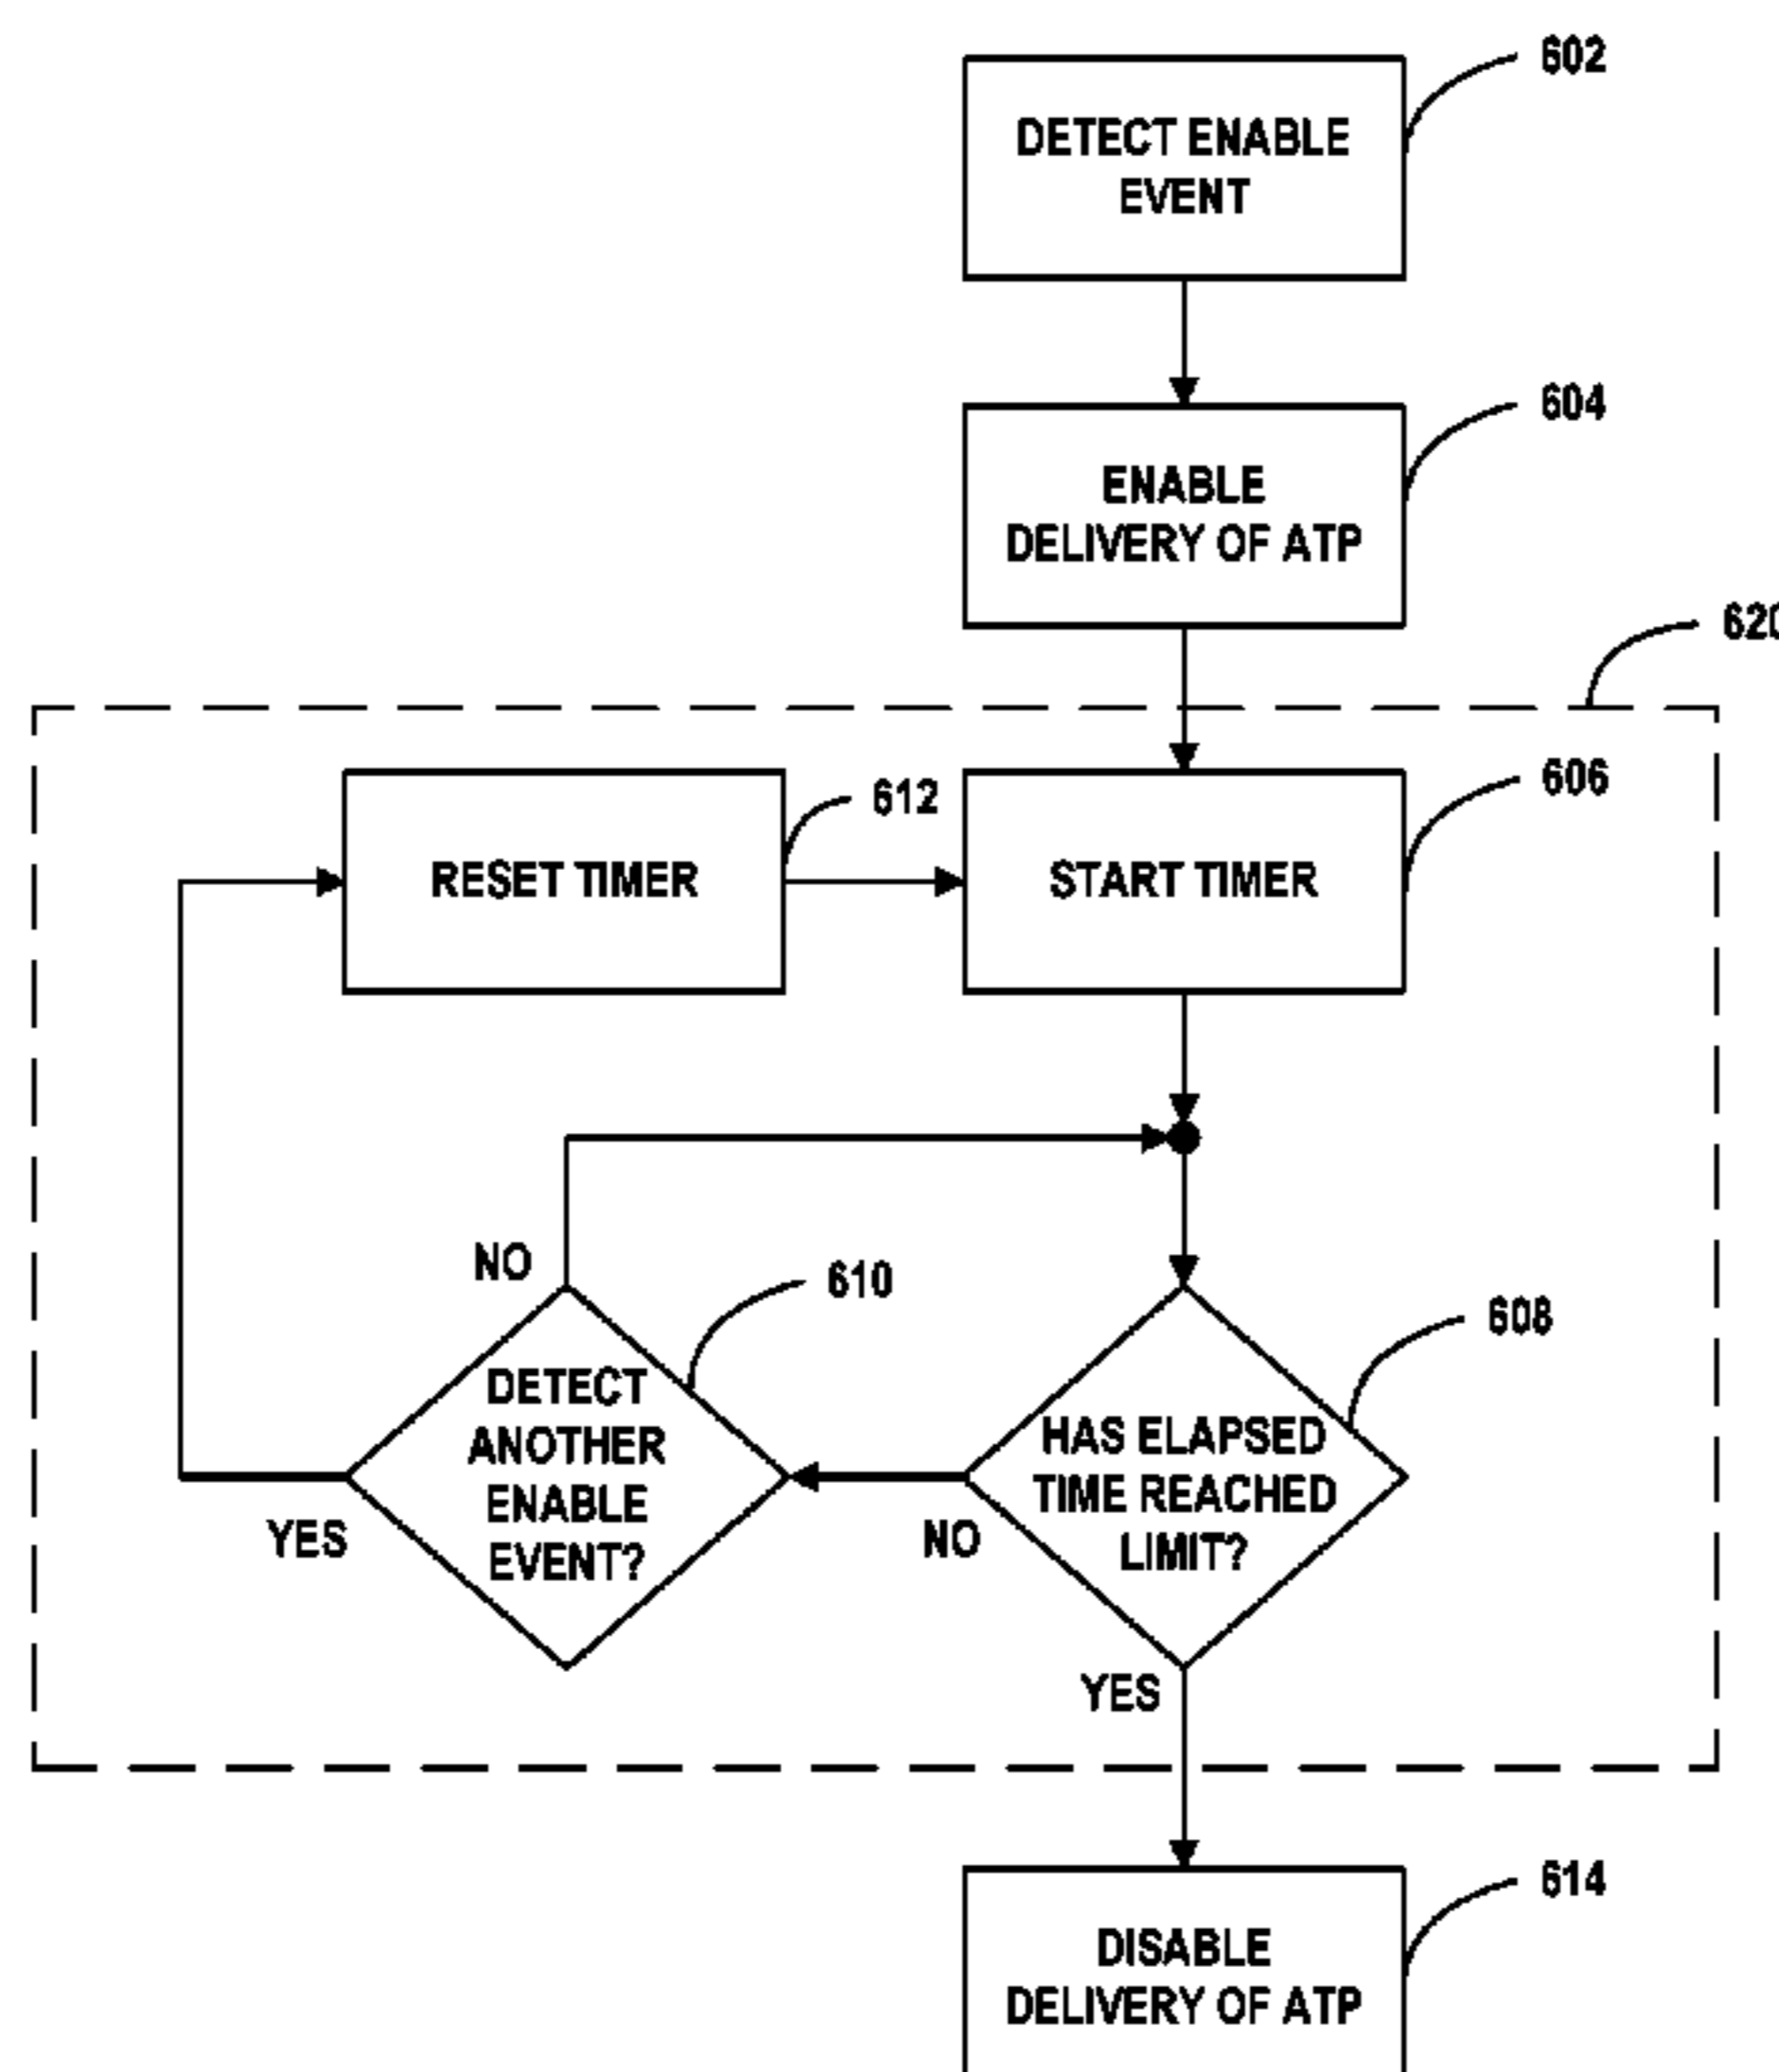 602
DETECT ENABLE
EVENT
604
ENABLE
DELIVERY OF ATP
620
612
606
RESET TIMER
START TIMER
NO
610
608
DETECT
ANOTHER
ENABLE
EVENT?
HAS ELAPSED
TIME REACHED
LIMIT?
YES
NO
YES
614
DISABLE
DELIVERY OF ATP